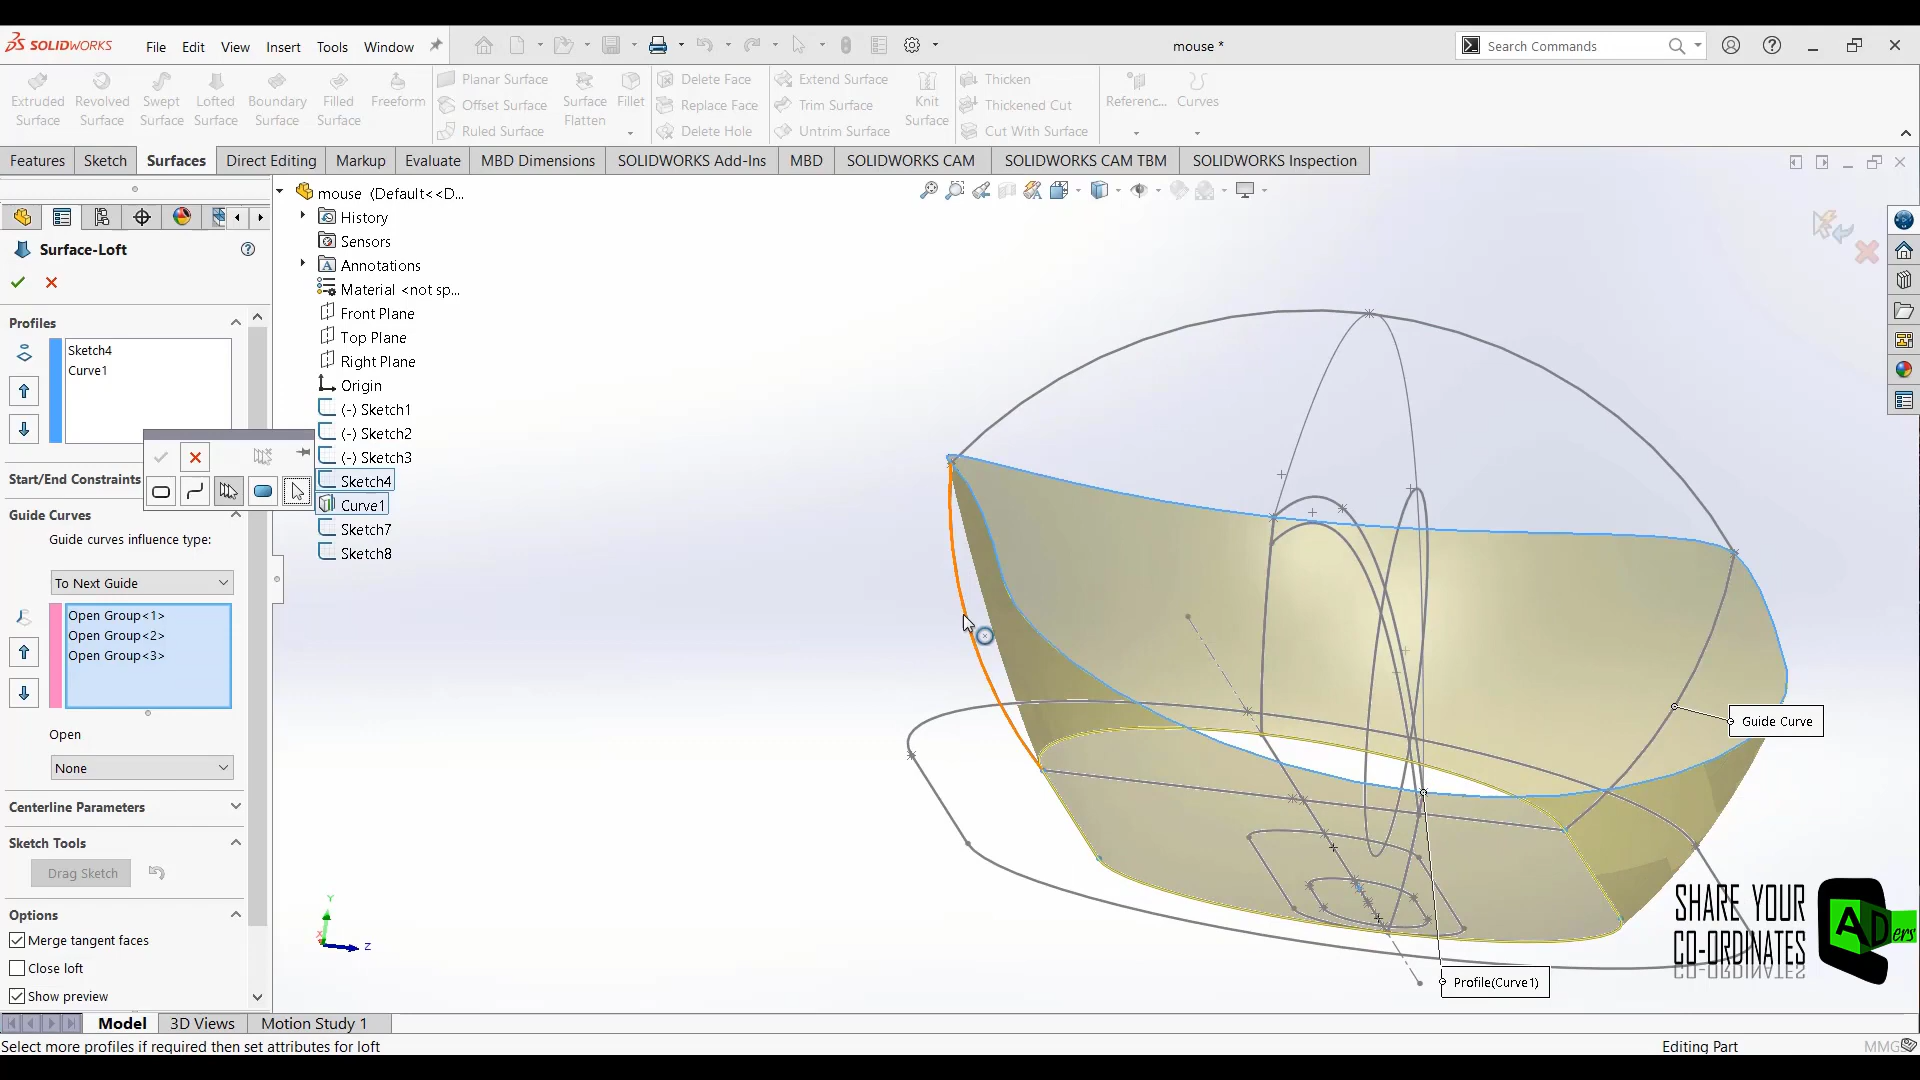 SOLIDWORKS
File Edit View Insert Tools Window
mouse *
Search Commands
Extruded Surface
Revolved Surface
Swept Surface
Lofted Surface
Boundary Surface
Filled Surface
Freeform
Planar Surface
Offset Surface
Ruled Surface
Surface Flatten
Fillet
Delete Face
Replace Face
Delete Hole
Extend Surface
Trim Surface
Untrim Surface
Knit Surface
Thicken
Thickened Cut
Cut With Surface
Referenc...
Curves
Features Sketch Surfaces Direct Editing Markup Evaluate MBD Dimensions SOLIDWORKS Add-Ins MBD SOLIDWORKS CAM SOLIDWORKS CAM TBM SOLIDWORKS Inspection
Surface-Loft
Profiles
Sketch4
Curve1
Start/End Constraints
Guide Curves
Guide curves influence type:
To Next Guide
Open Group<1>
Open Group<2>
Open Group<3>
Open
None
Centerline Parameters
Sketch Tools
Drag Sketch
Options
Merge tangent faces
Close loft
Show preview
mouse (Default<<D...
History
Sensors
Annotations
Material <not sp...
Front Plane
Top Plane
Right Plane
Origin
(-) Sketch1
(-) Sketch2
(-) Sketch3
Sketch4
Curve1
Sketch7
Sketch8
Guide Curve
Profile(Curve1)
Y
X
Z
SHARE YOUR
CO-ORDINATES
ADers
Model 3D Views Motion Study 1
Select more profiles if required then set attributes for loft
Editing Part
MMGS